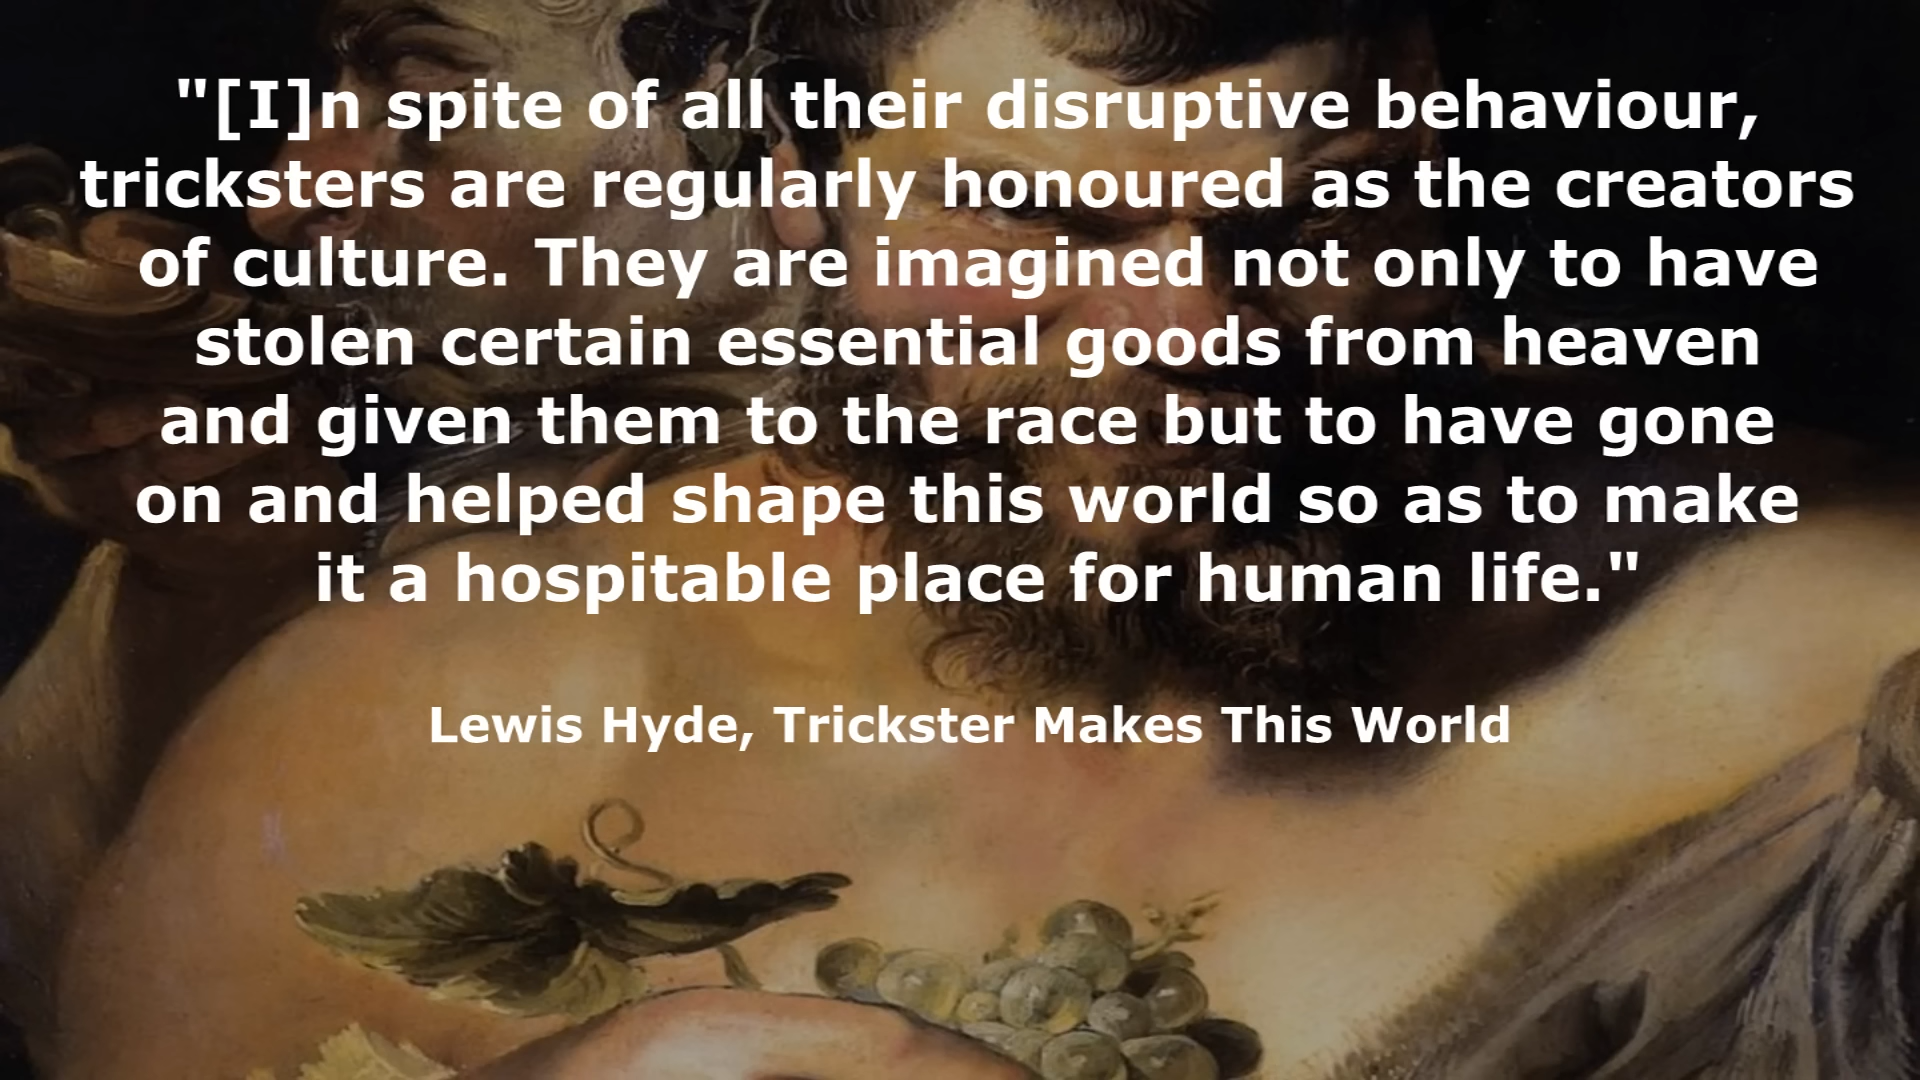 "[I]n spite of all their disruptive behaviour,
tricksters are regularly honoured as the creators
of culture. They are imagined not only to have
stolen certain essential goods from heaven
and given them to the race but to have gone
on and helped shape this world so as to make
it a hospitable place for human life."
Lewis Hyde, Trickster Makes This World